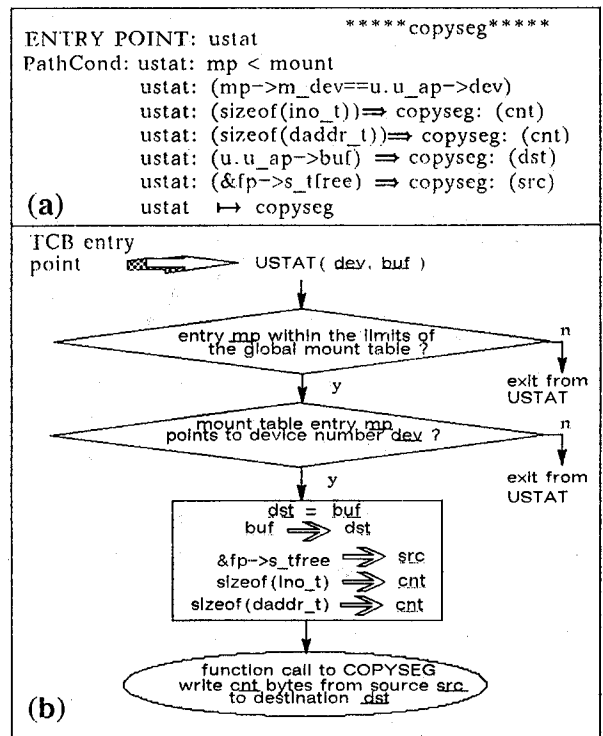 *****copyseg*****
ENTRY POINT: ustat
PathCond: ustat: mp < mount
ustat: (mp->m_dev==u.u_ap->dev)
ustat: (sizeof(ino_t))⇒ copyseg: (cnt)
ustat: (sizeof(daddr_t))⇒ copyseg: (cnt)
ustat: (u.u_ap->buf) ⇒ copyseg: (dst)
ustat: (&fp->s_tfree) ⇒ copyseg: (src)
(a) ustat ↦ copyseg
TCB entry
point
USTAT( dev, buf )
entry mp within the limits of
the global mount table ?
n
exit from
USTAT
y
mount table entry mp
points to device number dev ?
n
exit from
USTAT
y
dst = buf
buf ⇒ dst
&fp->s_tfree ⇒ src
sizeof(ino_t) ⇒ cnt
sizeof(daddr_t) ⇒ cnt
function call to COPYSEG
write cnt bytes from source src
to destination dst
(b)